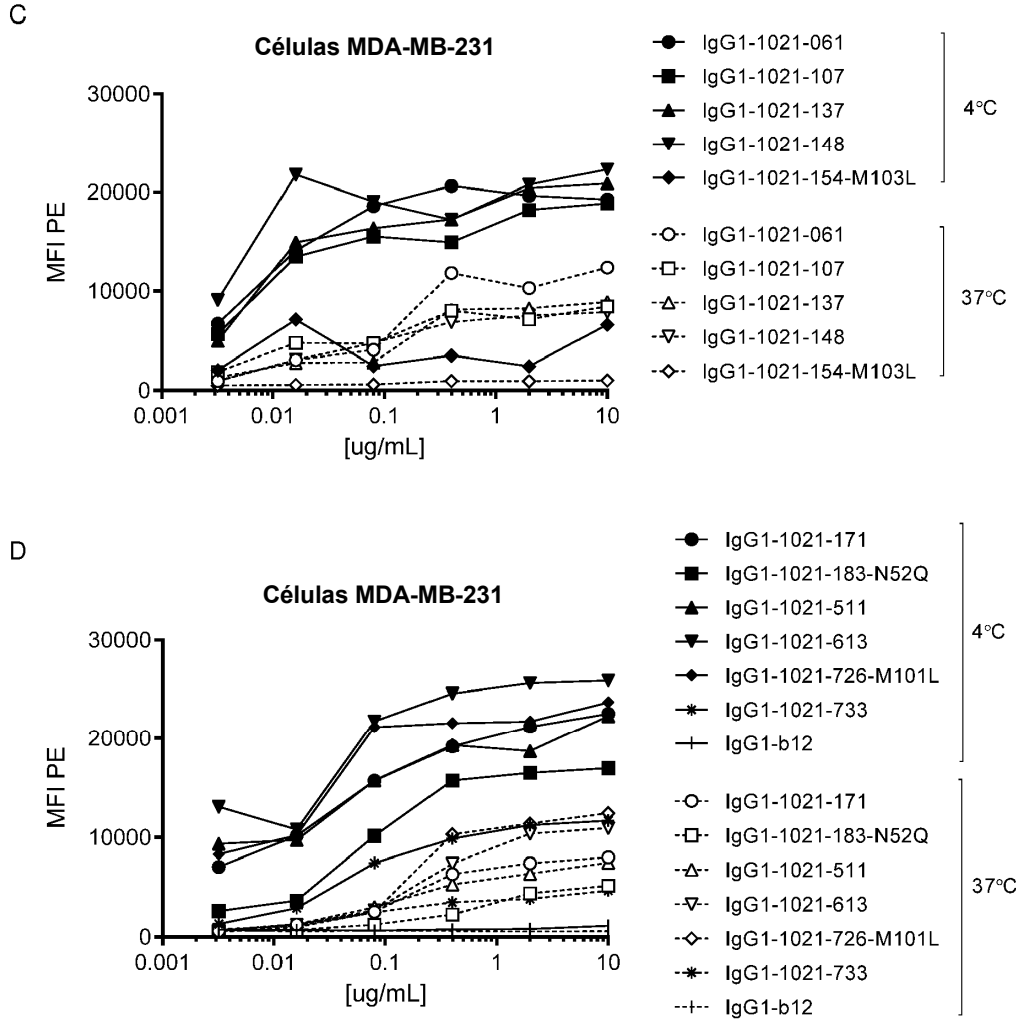 C
Células MDA-MB-231
MFI PE
30000
20000
10000
0
0.001
0.01
0.1
1
10
[ug/mL]
IgG1-1021-061
IgG1-1021-107
IgG1-1021-137
IgG1-1021-148
IgG1-1021-154-M103L
4°C
IgG1-1021-061
IgG1-1021-107
IgG1-1021-137
IgG1-1021-148
IgG1-1021-154-M103L
37°C
D
Células MDA-MB-231
MFI PE
30000
20000
10000
0
0.001
0.01
0.1
1
10
[ug/mL]
IgG1-1021-171
IgG1-1021-183-N52Q
IgG1-1021-511
IgG1-1021-613
IgG1-1021-726-M101L
IgG1-1021-733
IgG1-b12
4°C
IgG1-1021-171
IgG1-1021-183-N52Q
IgG1-1021-511
IgG1-1021-613
IgG1-1021-726-M101L
IgG1-1021-733
IgG1-b12
37°C